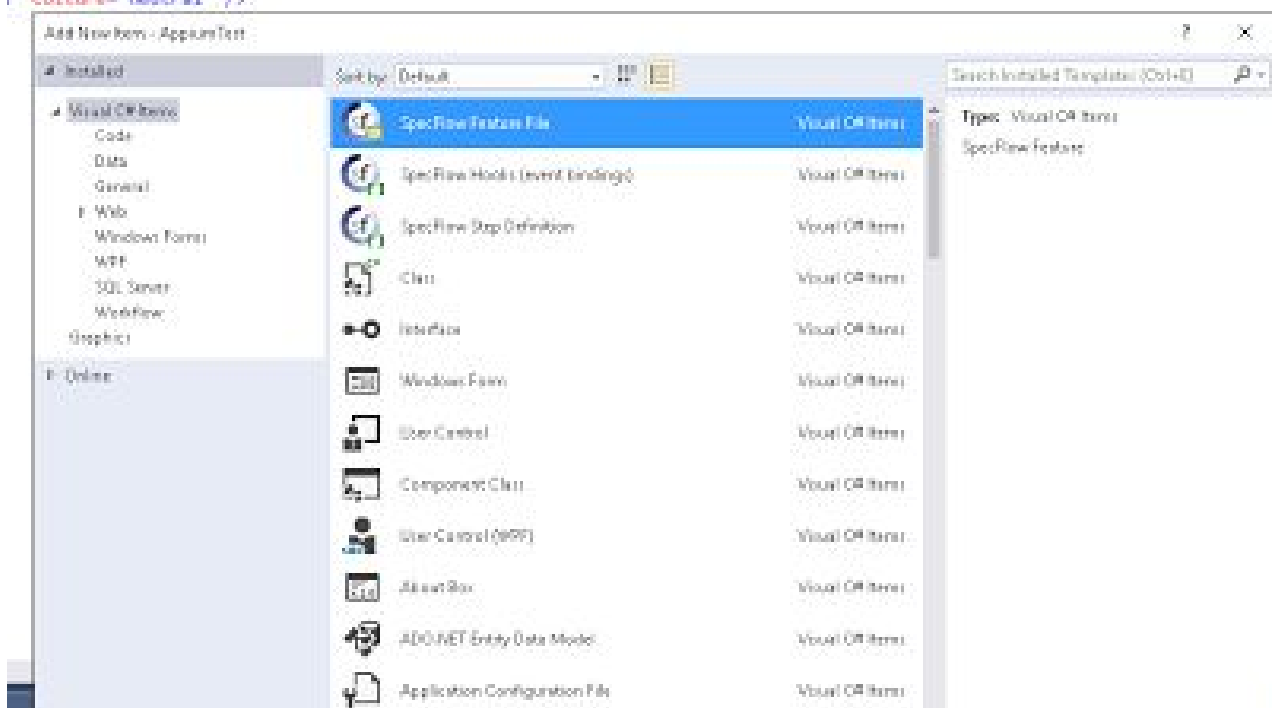 Add New Item - AppiumTest
? ×
Installed
Sort by: Default
Search Installed Templates (Ctrl+E)
Visual C# Items
Code
Data
General
Web
Windows Forms
WPF
SQL Server
Workflow
Graphics
Online
SpecFlow Feature File Visual C# Items
SpecFlow Hooks (event bindings) Visual C# Items
SpecFlow Step Definition Visual C# Items
Class Visual C# Items
Interface Visual C# Items
Windows Form Visual C# Items
User Control Visual C# Items
Component Class Visual C# Items
User Control (WPF) Visual C# Items
About Box Visual C# Items
ADO.NET Entity Data Model Visual C# Items
Application Configuration File Visual C# Items
Type: Visual C# Items
SpecFlow Feature